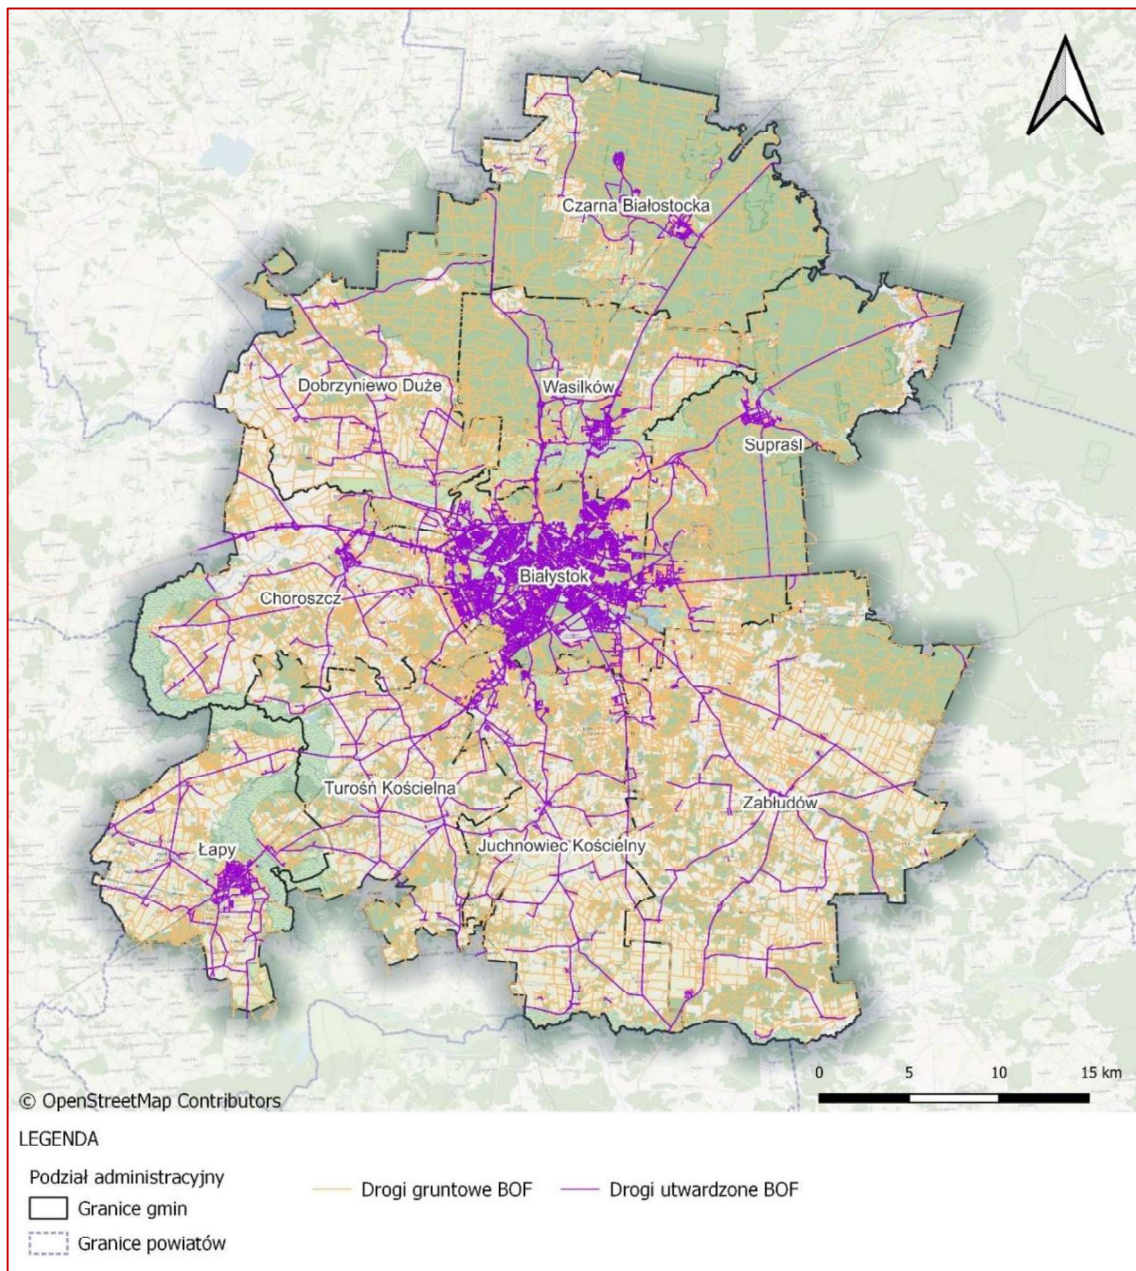 Czarna Białostocka
Dobrzyniewo Duże
Wasilków
Supraśl
Białystok
Choroszcz
Turośń Kościelna
Zabłudów
Juchnowiec Kościelny
Łapy
0 5 10 15 km
© OpenStreetMap Contributors
LEGENDA
Podział administracyjny
Granice gmin
Granice powiatów
Drogi gruntowe BOF
Drogi utwardzone BOF